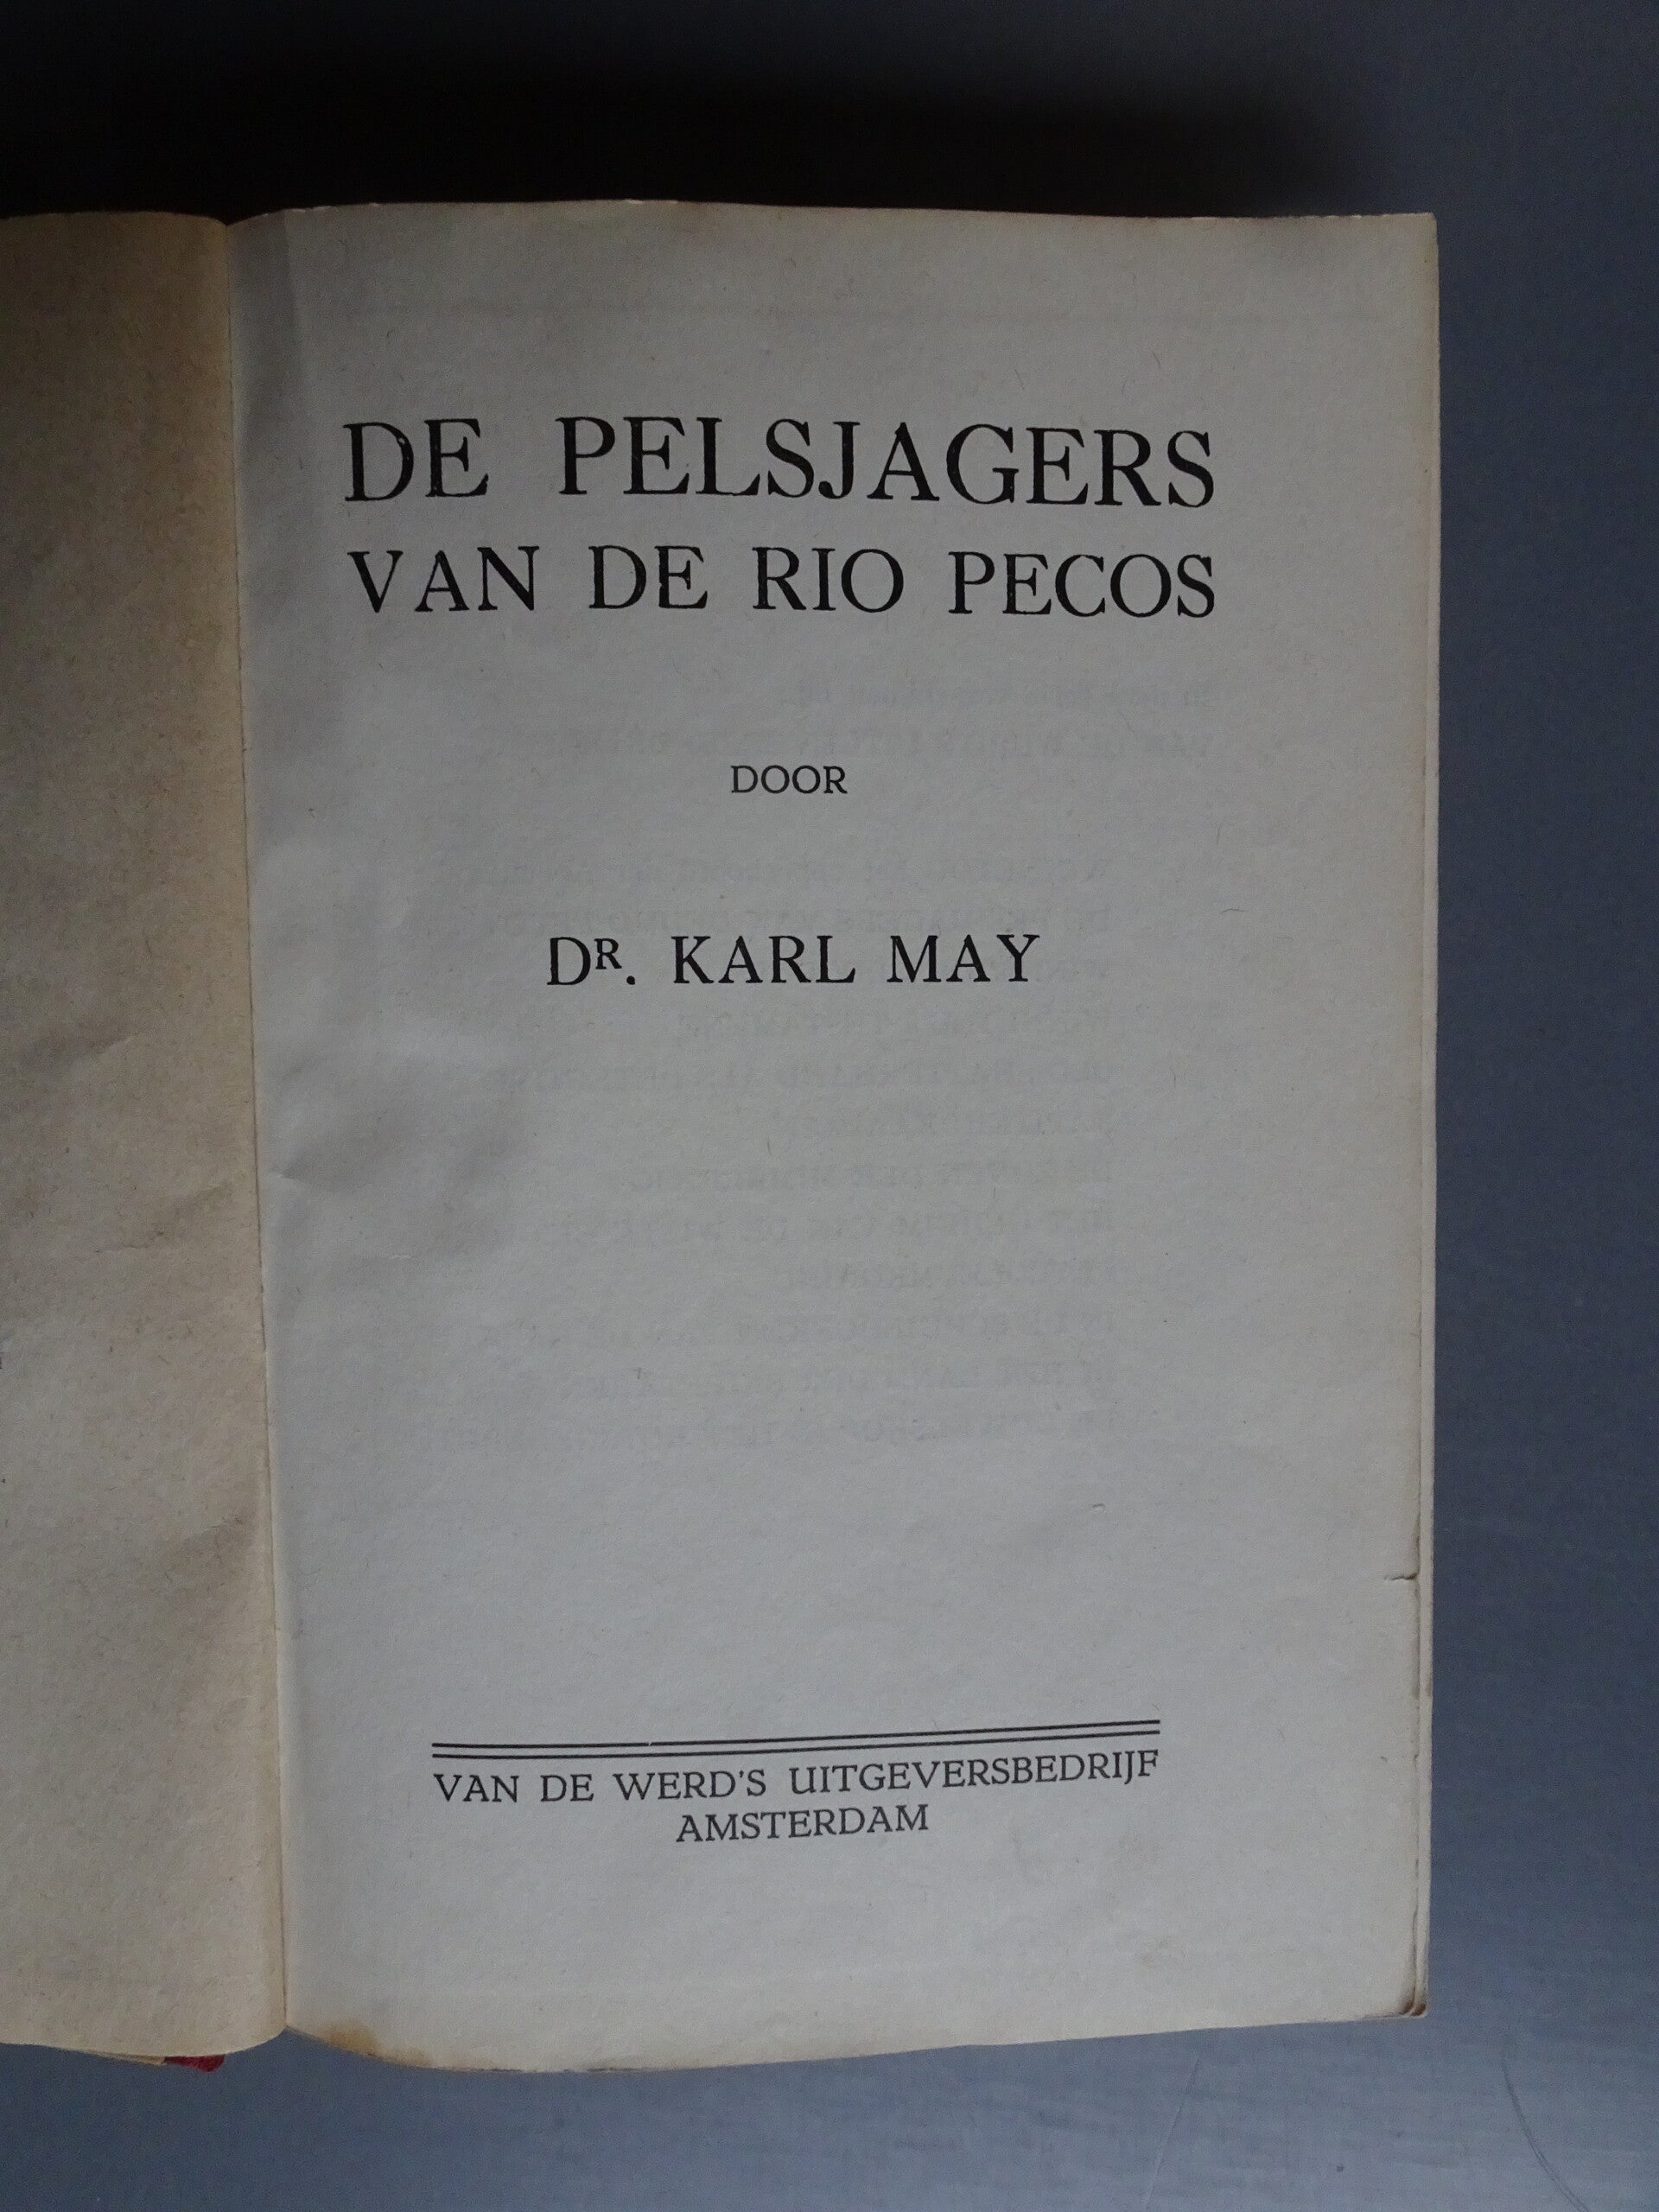 DE PELSJAGERS
VAN DE RIO PECOS
DOOR
DR. KARL MAY
VAN DE WERD'S UITGEVERSBEDRIJF
AMSTERDAM